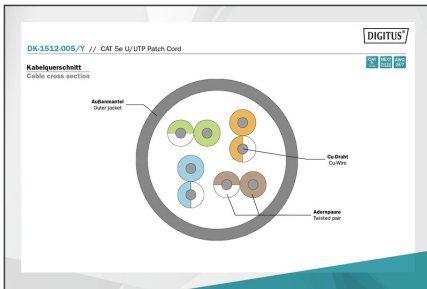 DIGITUS®
DK-1512-005/Y // CAT 5e U/UTP Patch Cord
Kabelquerschnitt
Cable cross section
Außenmantel
Outer jacket
Cu-Draht
Cu-Wire
Adernpaare
Twisted pair